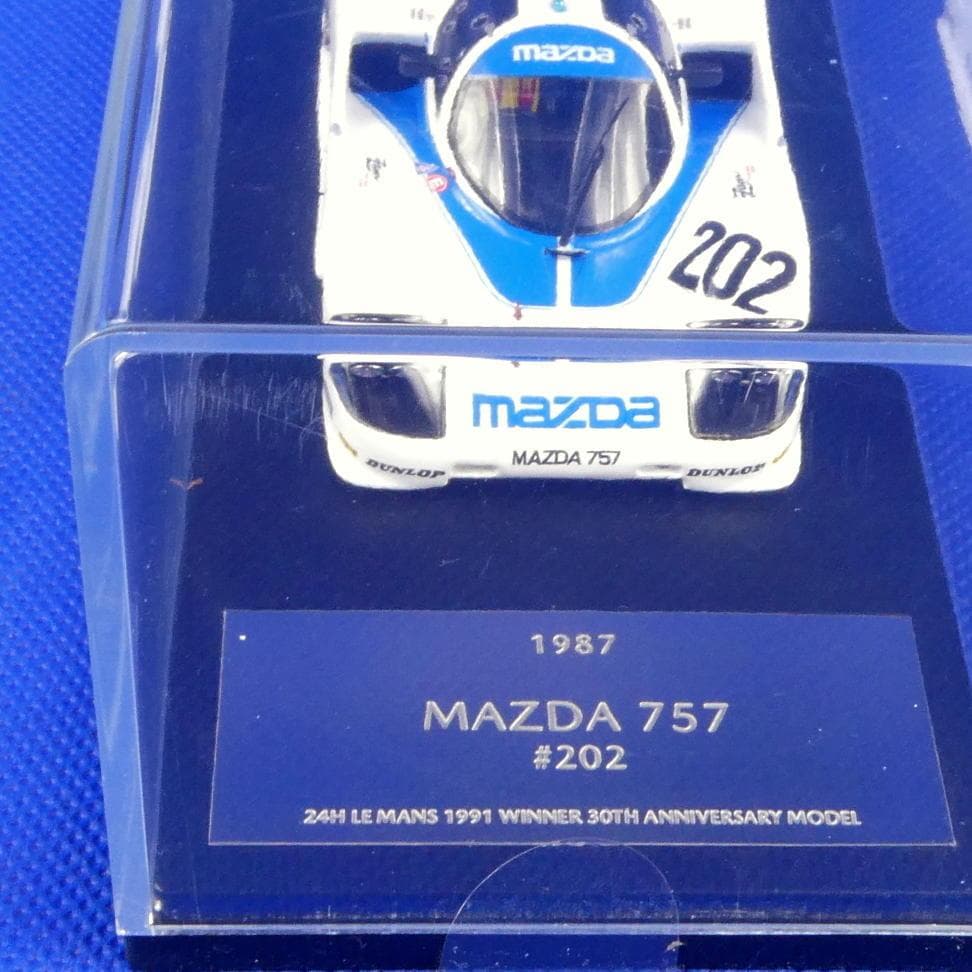 mazda
202
mazda
MAZDA 757
DUNLOP
DUNLOP
1987
MAZDA 757
#202
24H LE MANS 1991 WINNER 30TH ANNIVERSARY MODEL